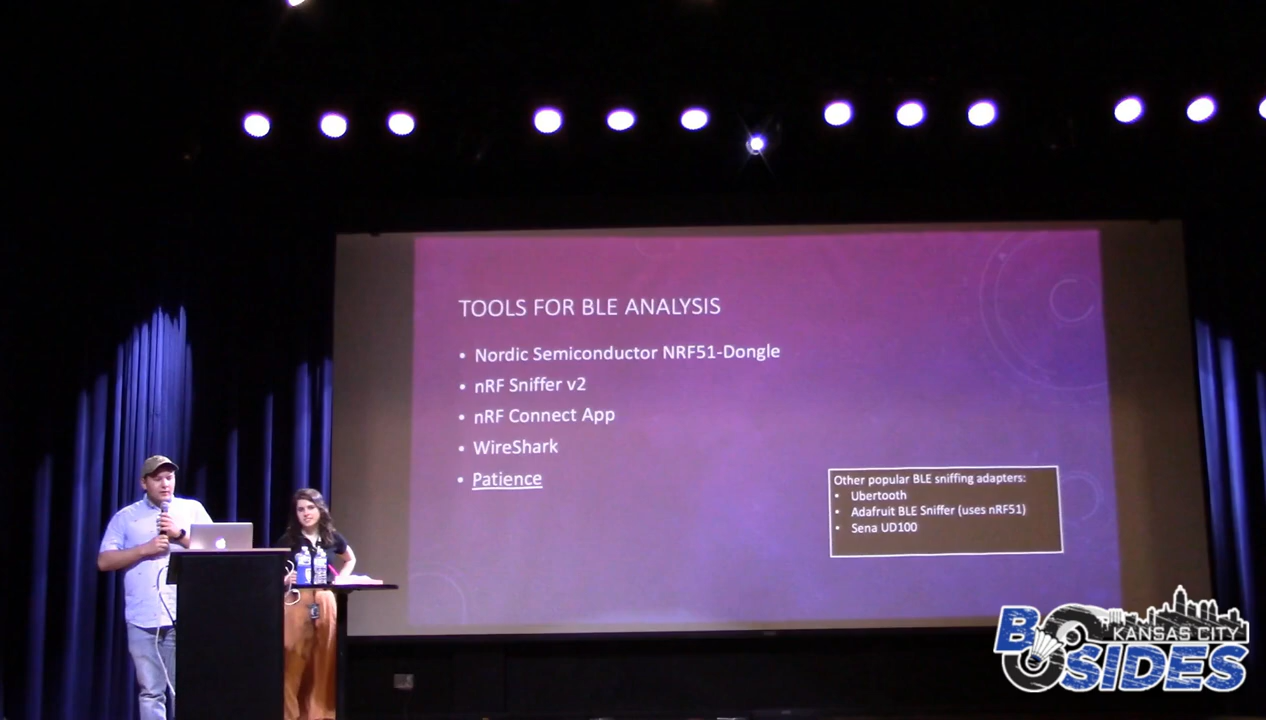 TOOLS FOR BLE ANALYSIS
• Nordic Semiconductor NRF51-Dongle
• nRF Sniffer v2
• nRF Connect App
• WireShark
• Patience
Other popular BLE sniffing adapters:
• Ubertooth
• Adafruit BLE Sniffer (uses nRF51)
• Sena UD100
KANSAS CITY
BSIDES